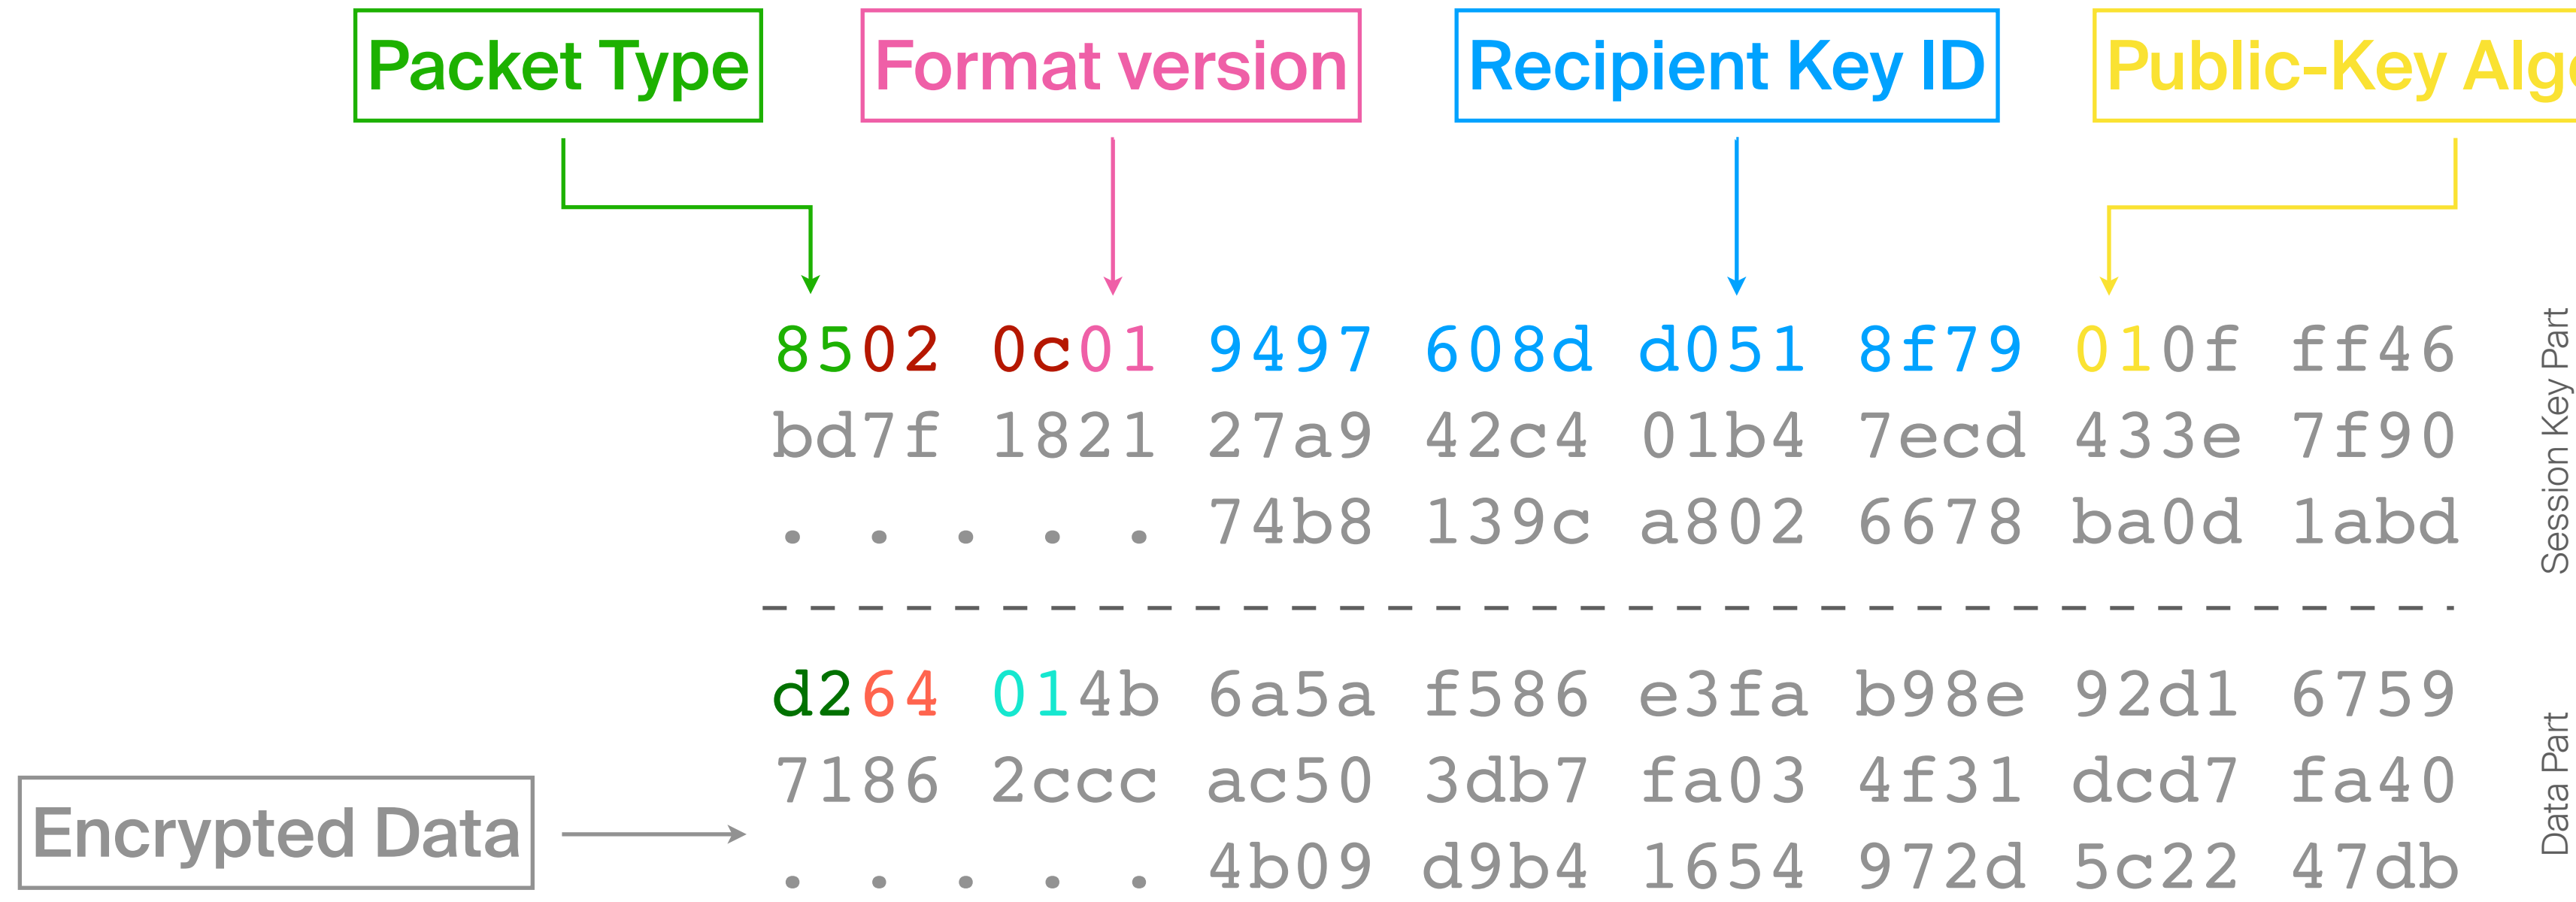 Packet Type
Format version
Recipient Key ID
Public-Key
8502 0c01 9497 608d d051 8f79 010f ff46
bd7f 1821 27a9 42c4 01b4 7ecd 433e 7f90
. . . . . 74b8 139c a802 6678 ba0d 1abd
Session Key Part
d264 014b 6a5a f586 e3fa b98e 92d1 6759
7186 2ccc ac50 3db7 fa03 4f31 dcd7 fa40
. . . . . 4b09 d9b4 1654 972d 5c22 47db
Encrypted Data
Data Part